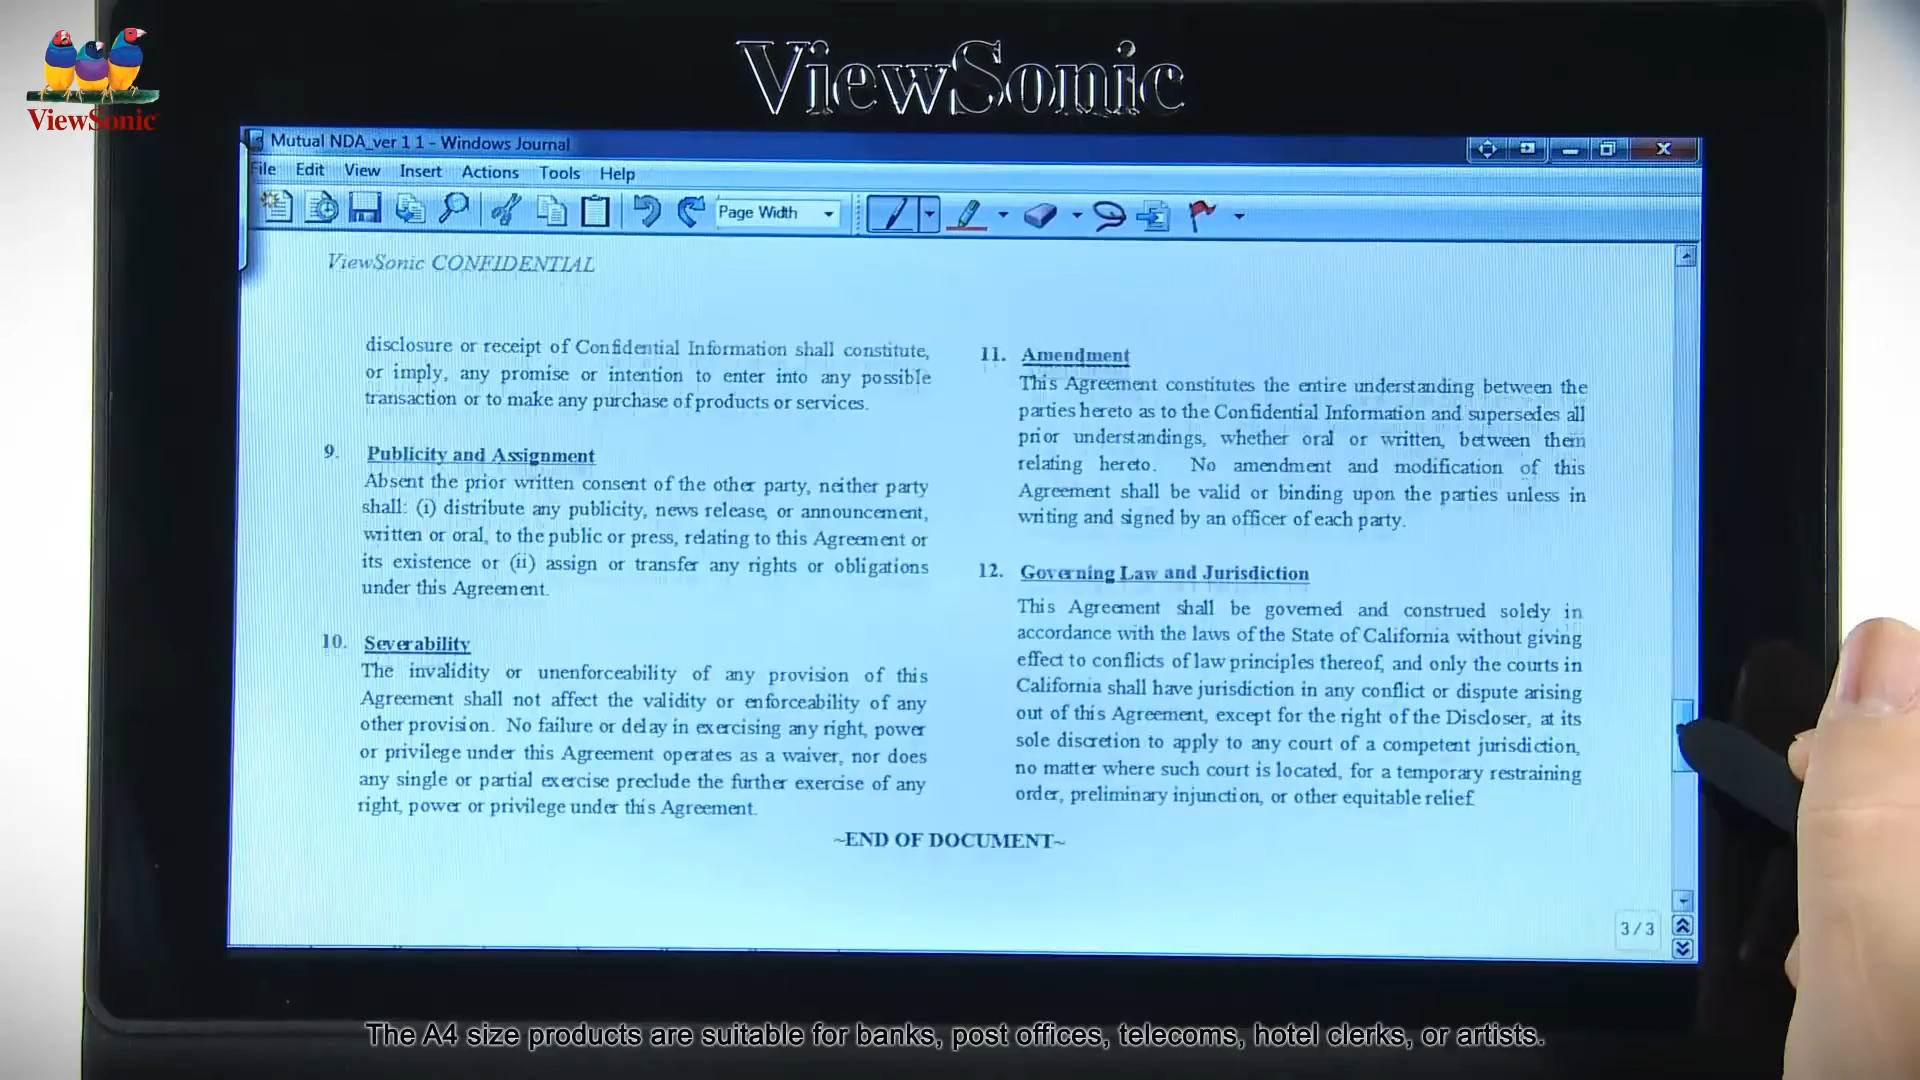 ViewSonic
ViewSonic
Mutual NDA_ver 1 1 - Windows Journal
File Edit View Insert Actions Tools Help
Page Width
ViewSonic CONFIDENTIAL
disclosure or receipt of Confidential Information shall constitute,
or imply, any promise or intention to enter into any possible
transaction or to make any purchase of products or services.
9. Publicity and Assignment
Absent the prior written consent of the other party, neither party
shall: (i) distribute any publicity, news release, or announcement,
written or oral, to the public or press, relating to this Agreement or
its existence or (ii) assign or transfer any rights or obligations
under this Agreement.
10. Severability
The invalidity or unenforceability of any provision of this
Agreement shall not affect the validity or enforceability of any
other provision. No failure or delay in exercising any right, power
or privilege under this Agreement operates as a waiver, nor does
any single or partial exercise preclude the further exercise of any
right, power or privilege under this Agreement.
11. Amendment
This Agreement constitutes the entire understanding between the
parties hereto as to the Confidential Information and supersedes all
prior understandings, whether oral or written, between them
relating hereto. No amendment and modification of this
Agreement shall be valid or binding upon the parties unless in
writing and signed by an officer of each party.
12. Governing Law and Jurisdiction
This Agreement shall be governed and construed solely in
accordance with the laws of the State of California without giving
effect to conflicts of law principles thereof, and only the courts in
California shall have jurisdiction in any conflict or dispute arising
out of this Agreement, except for the right of the Discloser, at its
sole discretion to apply to any court of a competent jurisdiction,
no matter where such court is located, for a temporary restraining
order, preliminary injunction, or other equitable relief.
~END OF DOCUMENT~
3 / 3
The A4 size products are suitable for banks, post offices, telecoms, hotel clerks, or artists.